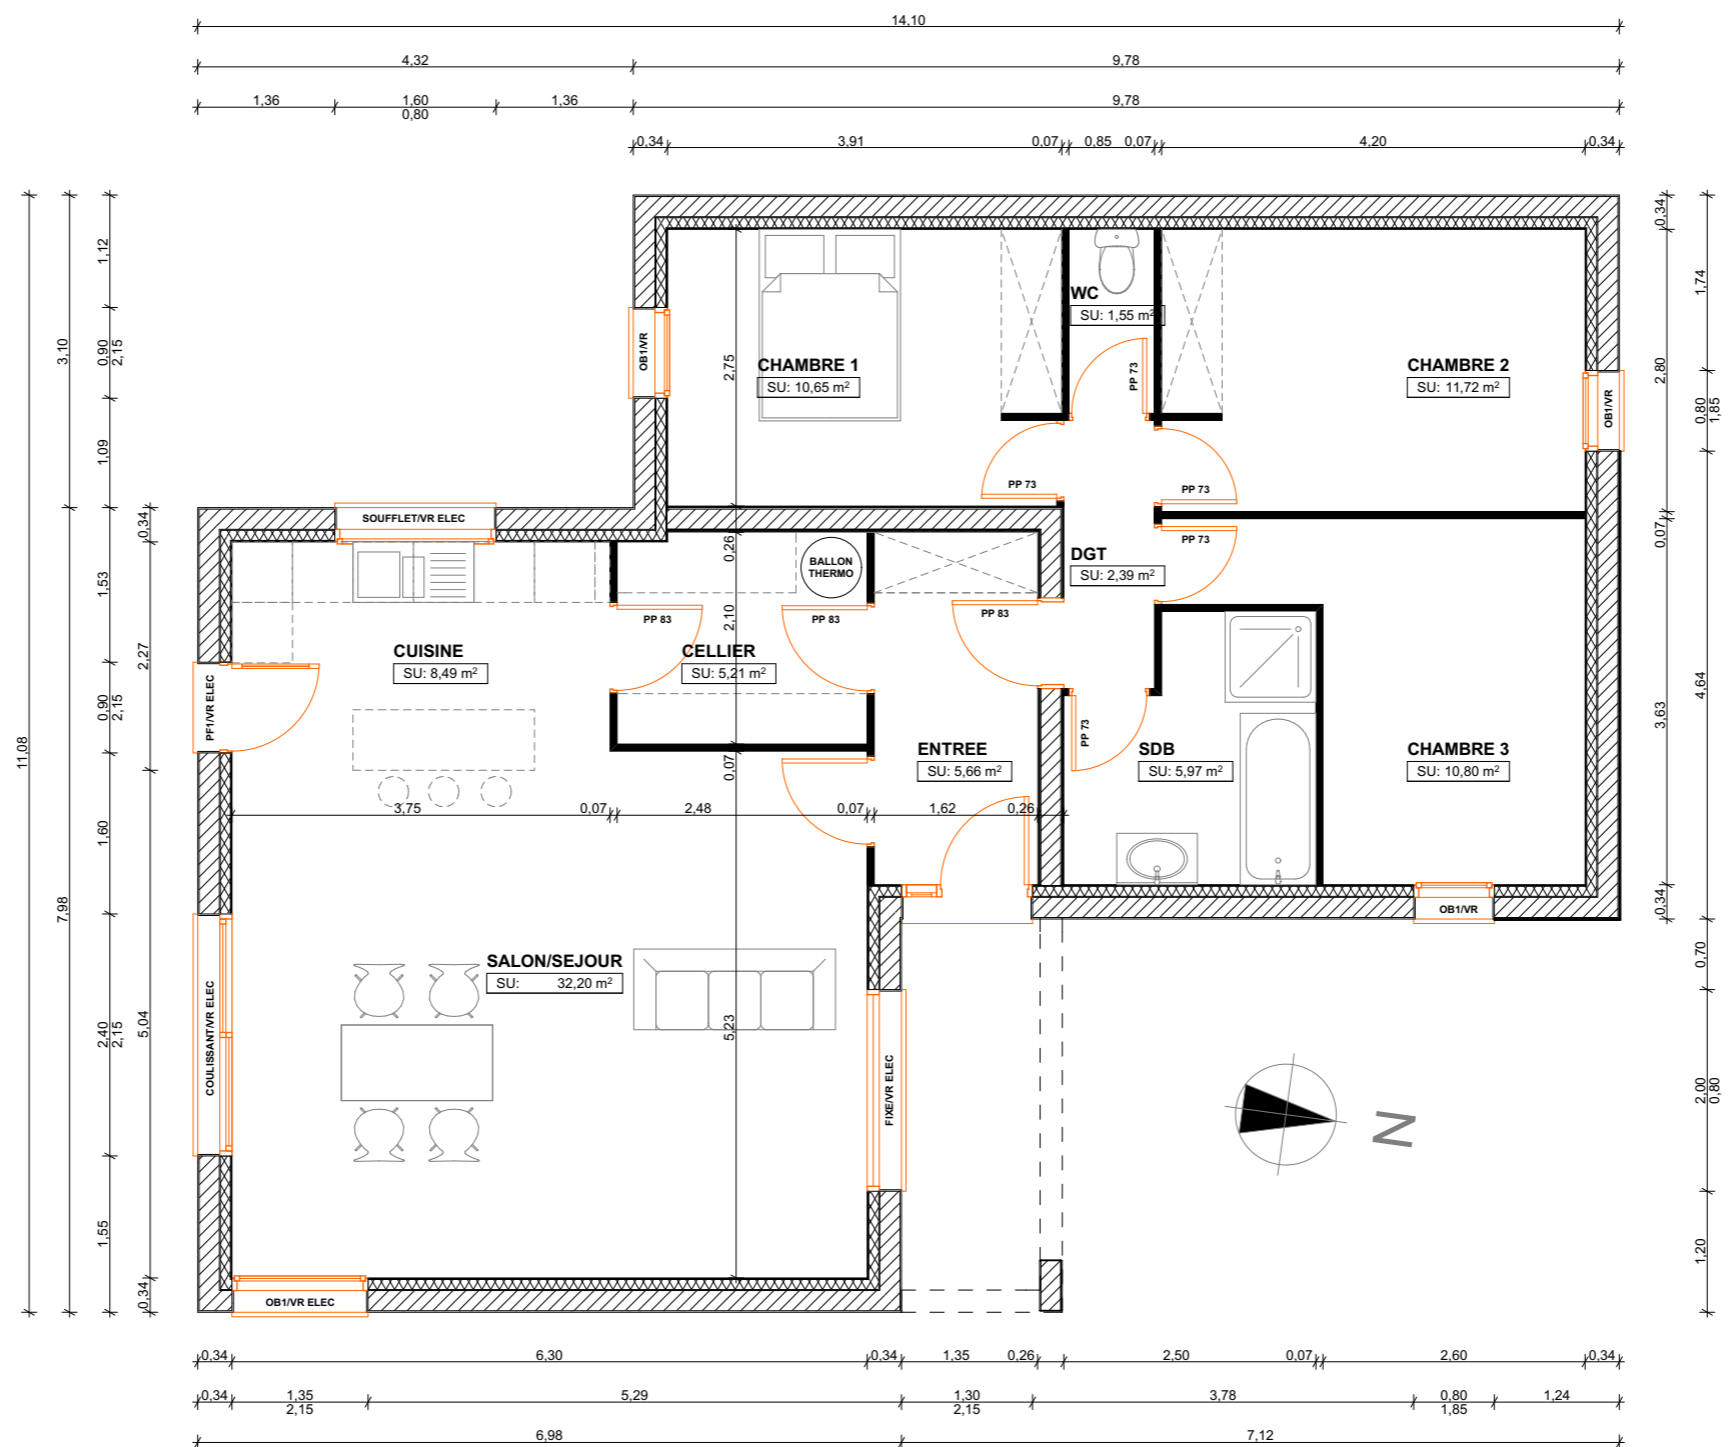 14,10
4,32
9,78
1,36
1,60
0,80
1,36
9,78
0,34
3,91
0,07
0,85
0,07
4,20
0,34
11,08
3,10
7,98
1,12
0,90
2,15
1,09
0,34
1,53
2,27
0,90
2,15
1,60
2,40
2,15
5,04
1,55
0,34
0,34
1,74
2,80
0,80
1,85
0,07
4,64
3,63
0,34
0,70
2,00
0,80
1,20
OB1/VR
CHAMBRE 1
SU: 10,65 m²
2,75
WC
SU: 1,55 m²
PP 73
CHAMBRE 2
SU: 11,72 m²
OB1/VR
PP 73
PP 73
SOUFFLET/VR ELEC
0,26
BALLON
THERMO
DGT
SU: 2,39 m²
PP 73
PP 83
2,10
PP 83
PP 83
CUISINE
SU: 8,49 m²
CELLIER
SU: 5,21 m²
PF1/VR ELEC
PP 73
ENTREE
SU: 5,66 m²
SDB
SU: 5,97 m²
CHAMBRE 3
SU: 10,80 m²
0,07
3,75
0,07
2,48
0,07
1,62
0,26
OB1/VR
SALON/SEJOUR
SU: 32,20 m²
COULISSANT/VR ELEC
5,23
FIXE/VR ELEC
N
OB1/VR ELEC
0,34
6,30
0,34
1,35
0,26
2,50
0,07
2,60
0,34
0,34
1,35
2,15
5,29
1,30
2,15
3,78
0,80
1,85
1,24
6,98
7,12